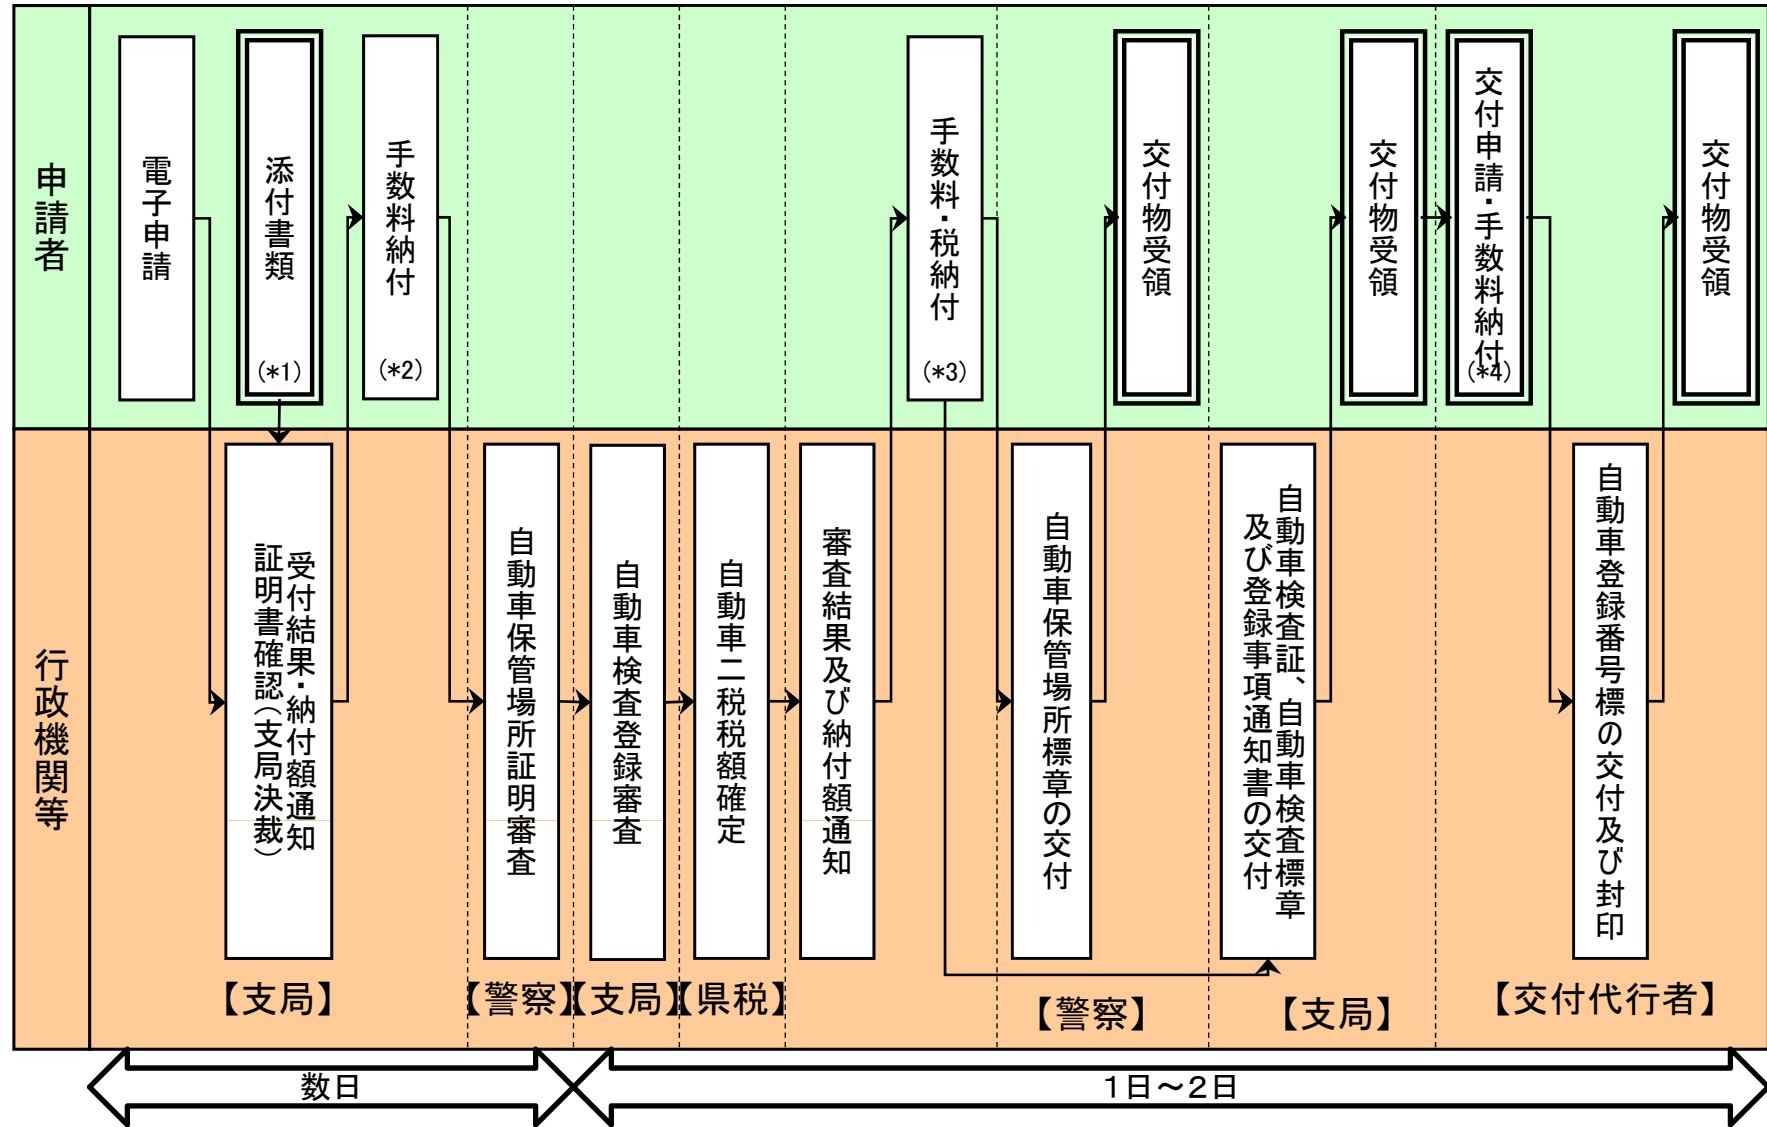 申請者
電子申請
添付書類
(*1)
手数料納付
(*2)
手数料・税納付
(*3)
交付物受領
交付物受領
交付申請・手数料納付
(*4)
交付物受領
行政機関等
受付結果・納付額通知
証明書確認（支局決裁）
自動車保管場所証明審査
自動車検査登録審査
自動車二税税額確定
審査結果及び納付額通知
自動車保管場所標章の交付
自動車検査証、自動車検査標章
及び登録事項通知書の交付
自動車登録番号標の交付及び封印
【支局】
【警察】
【支局】
【県税】
【警察】
【支局】
【交付代行者】
数日
１日～２日